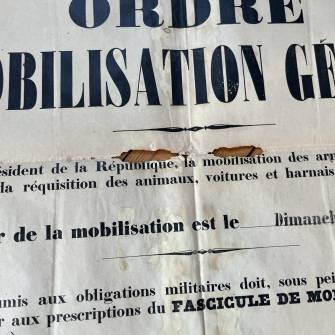 ORDRE
OBILISATION GÉ
ésident de la République, la mobilisation des arm
la réquisition des animaux, voitures et harnais
r de la mobilisation est le Dimanch
umis aux obligations militaires doit, sous pei
r aux prescriptions du FASCICULE DE MO